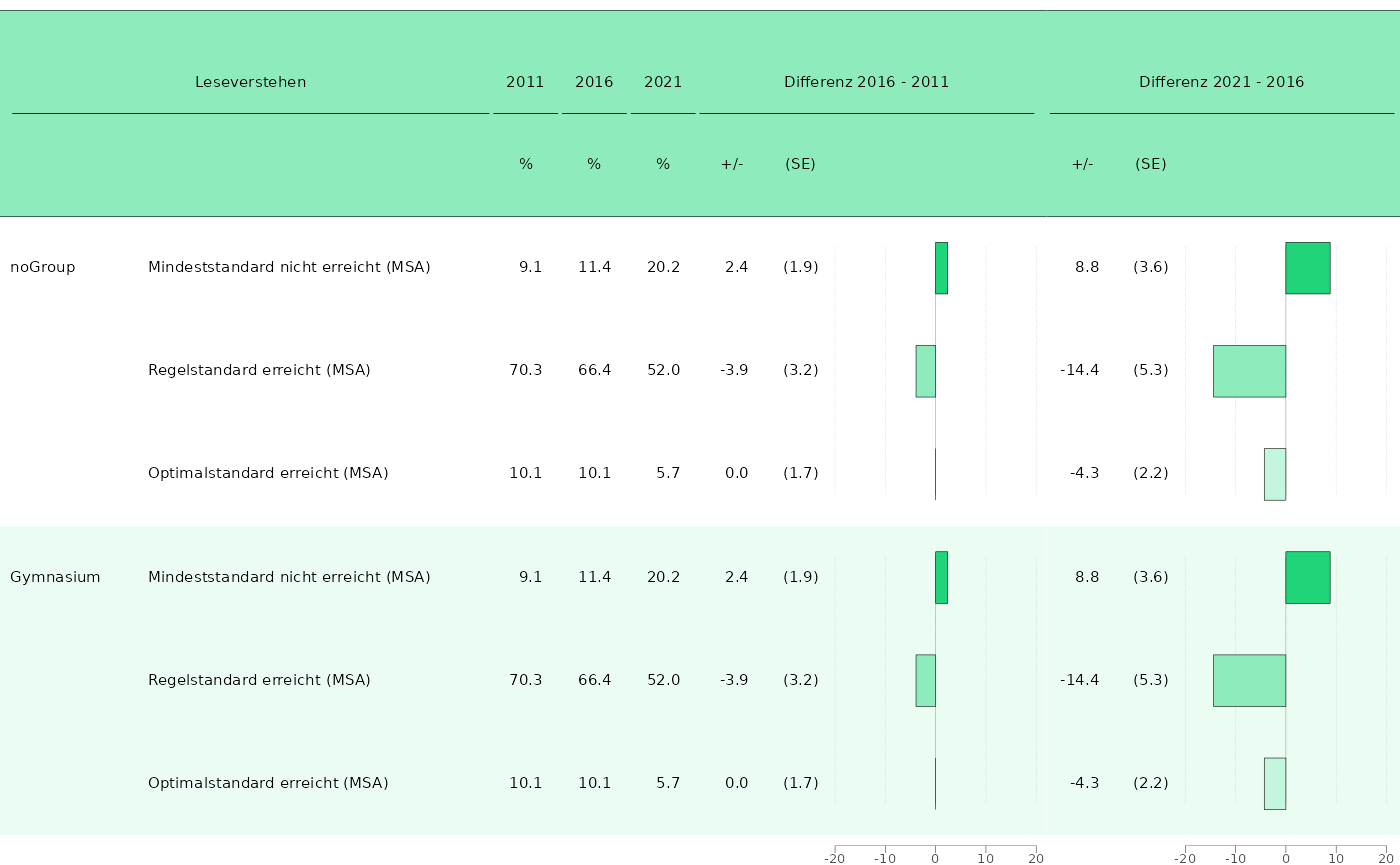 Leseverstehen 2011 2016 2021 Differenz 2016 - 2011 Differenz 2021 - 2016
% % % +/- (SE) +/- (SE)
noGroup Mindeststandard nicht erreicht (MSA) 9.1 11.4 20.2 2.4 (1.9) 8.8 (3.6)
Regelstandard erreicht (MSA) 70.3 66.4 52.0 -3.9 (3.2) -14.4 (5.3)
Optimalstandard erreicht (MSA) 10.1 10.1 5.7 0.0 (1.7) -4.3 (2.2)
Gymnasium Mindeststandard nicht erreicht (MSA) 9.1 11.4 20.2 2.4 (1.9) 8.8 (3.6)
Regelstandard erreicht (MSA) 70.3 66.4 52.0 -3.9 (3.2) -14.4 (5.3)
Optimalstandard erreicht (MSA) 10.1 10.1 5.7 0.0 (1.7) -4.3 (2.2)
-20 -10 0 10 20 -20 -10 0 10 20